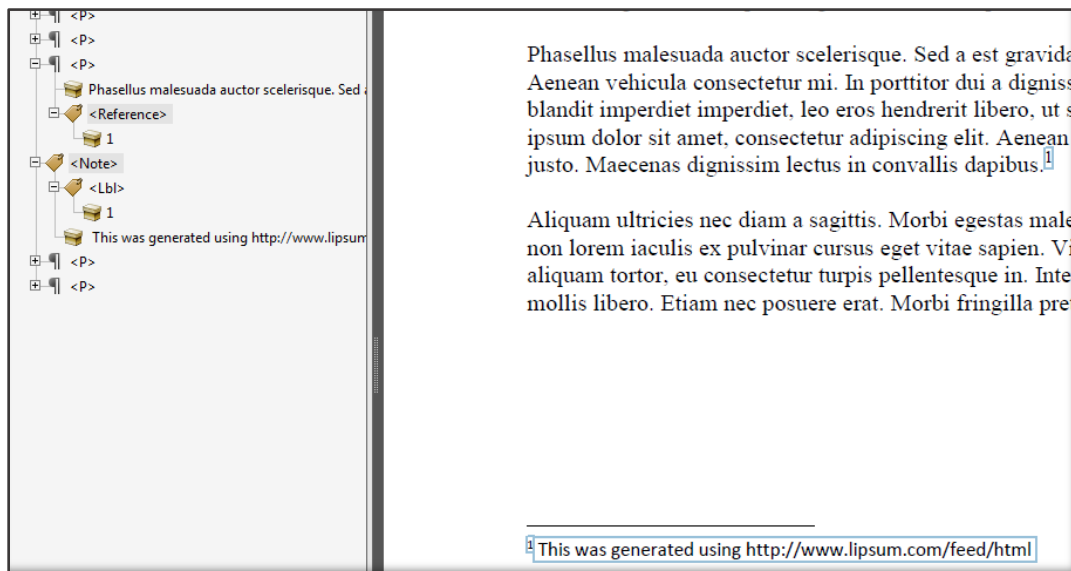 <P>
<P>
<P>
Phasellus malesuada auctor scelerisque. Sed
<Reference>
1
<Note>
<Lbl>
1
This was generated using http://www.lipsum
<P>
<P>
Phasellus malesuada auctor scelerisque. Sed a est gravida
Aenean vehicula consectetur mi. In porttitor dui a digniss
blandit imperdiet imperdiet, leo eros hendrerit libero, ut s
ipsum dolor sit amet, consectetur adipiscing elit. Aenean
justo. Maecenas dignissim lectus in convallis dapibus.1
Aliquam ultricies nec diam a sagittis. Morbi egestas male
non lorem iaculis ex pulvinar cursus eget vitae sapien. Vi
aliquam tortor, eu consectetur turpis pellentesque in. Inte
mollis libero. Etiam nec posuere erat. Morbi fringilla pre
1 This was generated using http://www.lipsum.com/feed/html